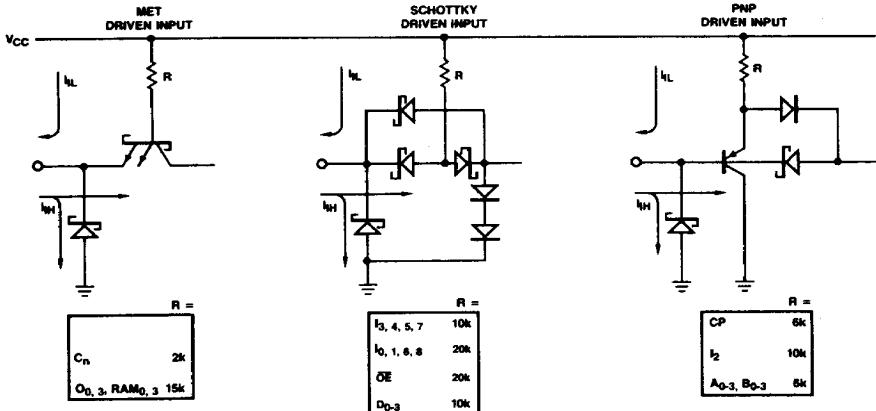 MET
DRIVEN INPUT
SCHOTTKY
DRIVEN INPUT
PNP
DRIVEN INPUT
VCC
R
R
R
IIL
IIL
IIL
IIH
IIH
IIH
R =
Cn 2k
O0, 3, RAM0, 3 15k
R =
I3, 4, 5, 7 10k
I0, 1, 6, 8 20k
OE 20k
D0-3 10k
R =
CP 6k
I2 10k
A0-3, B0-3 6k